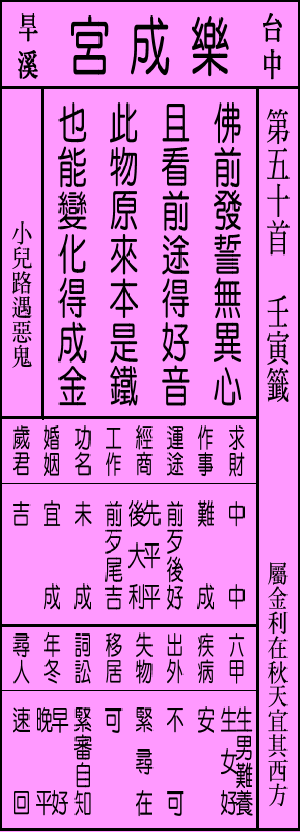 台中
樂成宮
旱溪
第五十首 壬寅籤
屬金利在秋天宜其西方
佛前發誓無異心
且看前途得好音
此物原來本是鐵
也能變化得成金
小兒路遇惡鬼
求財 中中
作事 難成
運途 前歹後好
經商 先平平後大利
工作 前歹尾吉
功名 未成
婚姻 宜成
歲君 吉
六甲 生男難養生女好
疾病 安
出外 不可
失物 緊尋在
移居 可
詞訟 緊審自知
年冬 早好晚平
尋人 速回